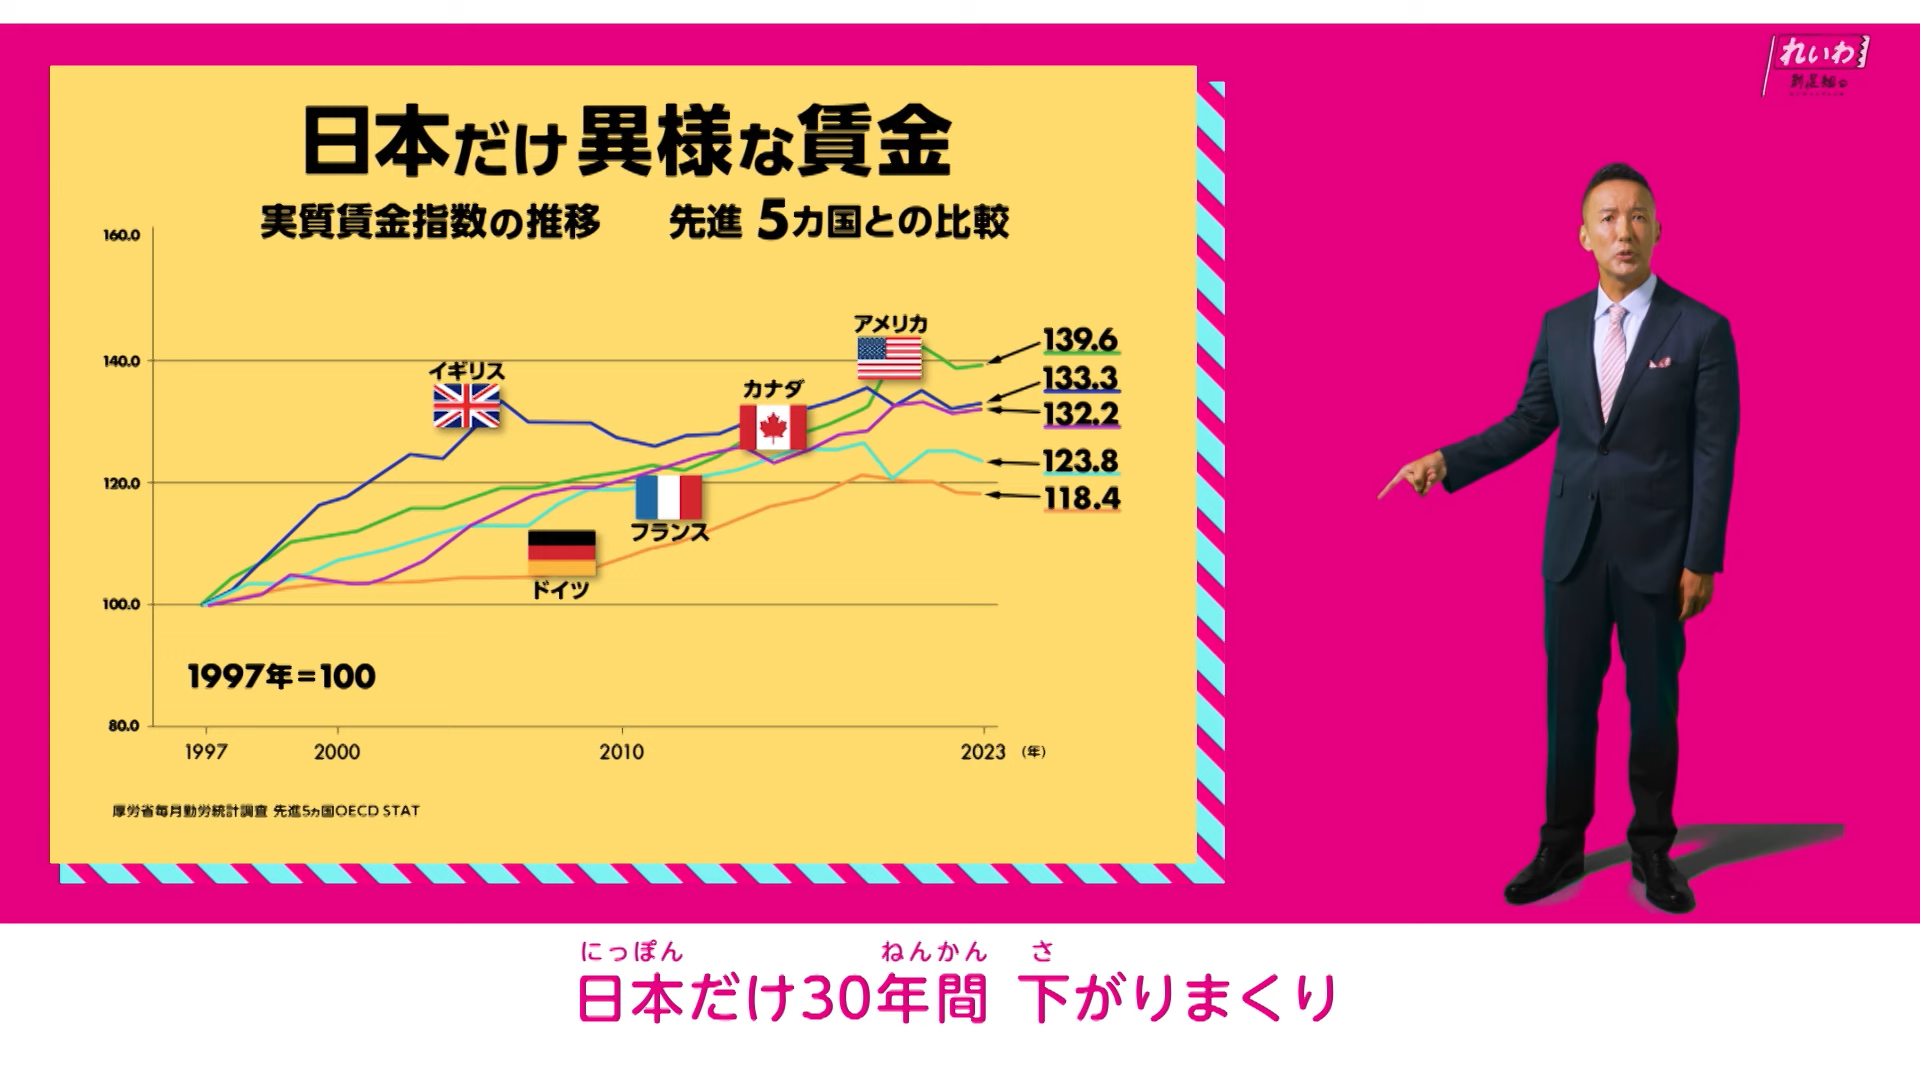 れいわ
新選組
日本だけ異様な賃金
実質賃金指数の推移 先進5カ国との比較
160.0
140.0
120.0
100.0
80.0
アメリカ
イギリス
カナダ
フランス
ドイツ
139.6
133.3
132.2
123.8
118.4
1997年=100
1997 2000 2010 2023 (年)
厚労省毎月勤労統計調査 先進5ヵ国OECD STAT
にっぽん ねんかん さ
日本だけ30年間 下がりまくり